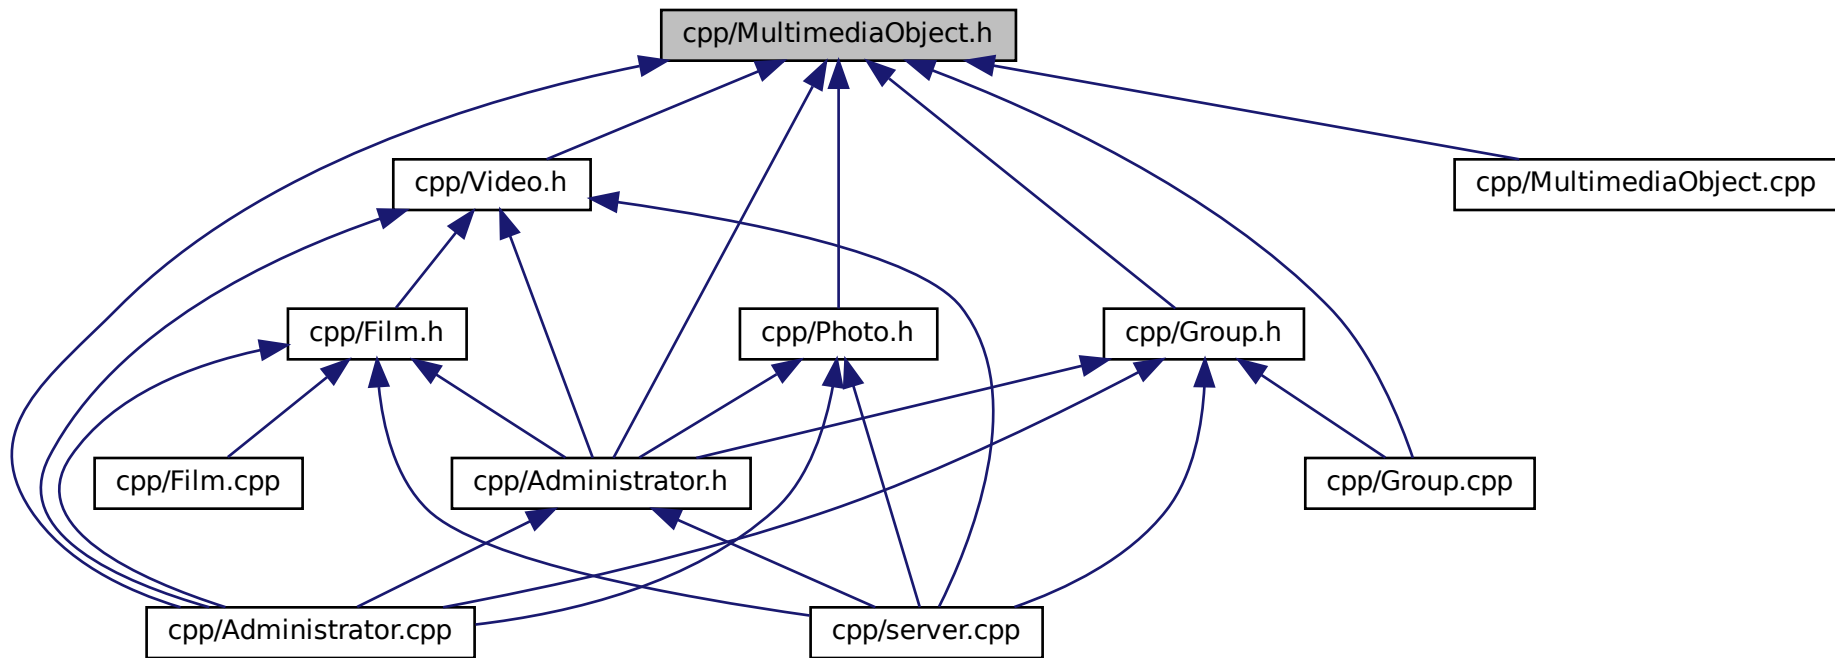 cpp/MultimediaObject.h
cpp/Video.h
cpp/MultimediaObject.cpp
cpp/Film.h
cpp/Photo.h
cpp/Group.h
cpp/Film.cpp
cpp/Administrator.h
cpp/Group.cpp
cpp/Administrator.cpp
cpp/server.cpp